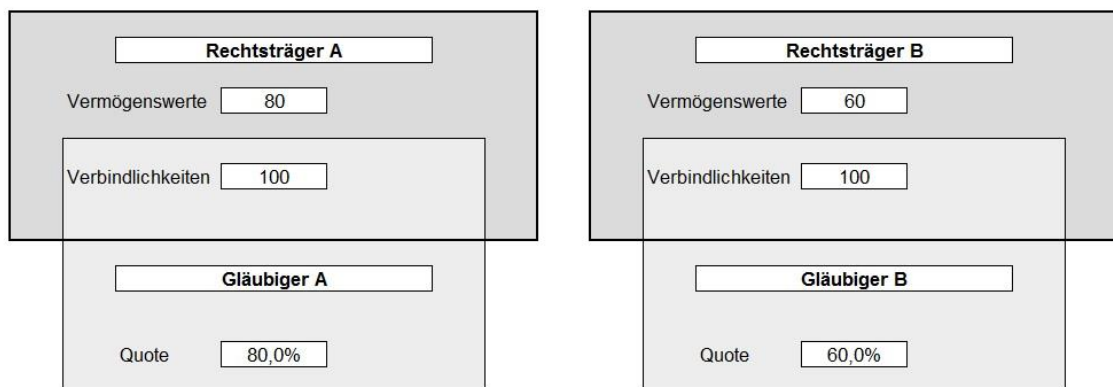 Rechtsträger A
Vermögenswerte 80
Verbindlichkeiten 100
Gläubiger A
Quote 80,0%
Rechtsträger B
Vermögenswerte 60
Verbindlichkeiten 100
Gläubiger B
Quote 60,0%